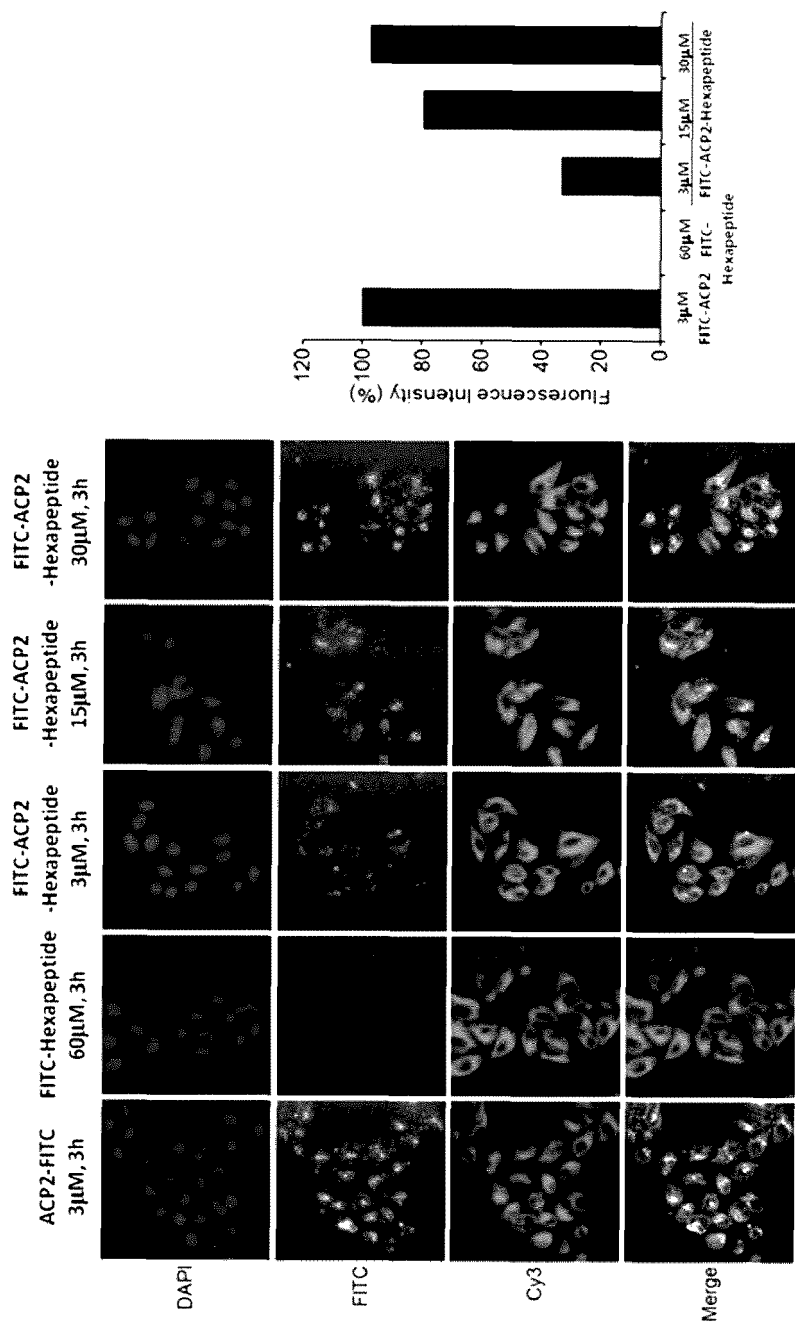 ACP2-FITC
3μM, 3h
FITC-Hexapeptide
60μM, 3h
FITC-ACP2
-Hexapeptide
3μM, 3h
FITC-ACP2
-Hexapeptide
15μM, 3h
FITC-ACP2
-Hexapeptide
30μM, 3h
DAPI
FITC
Cy3
Merge
Fluorescence Intensity (%)
120
100
80
60
40
20
0
3μM
FITC-ACP2
60μM
FITC-
Hexapeptide
3μM
15μM
30μM
FITC-ACP2-Hexapeptide